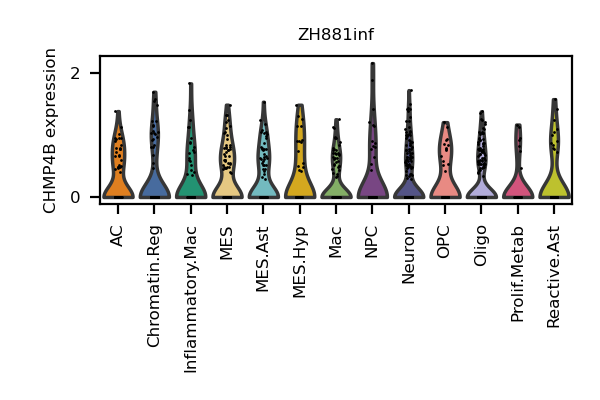 ZH881inf
CHMP4B expression
2
0
AC
Chromatin.Reg
Inflammatory.Mac
MES
MES.Ast
MES.Hyp
Mac
NPC
Neuron
OPC
Oligo
Prolif.Metab
Reactive.Ast